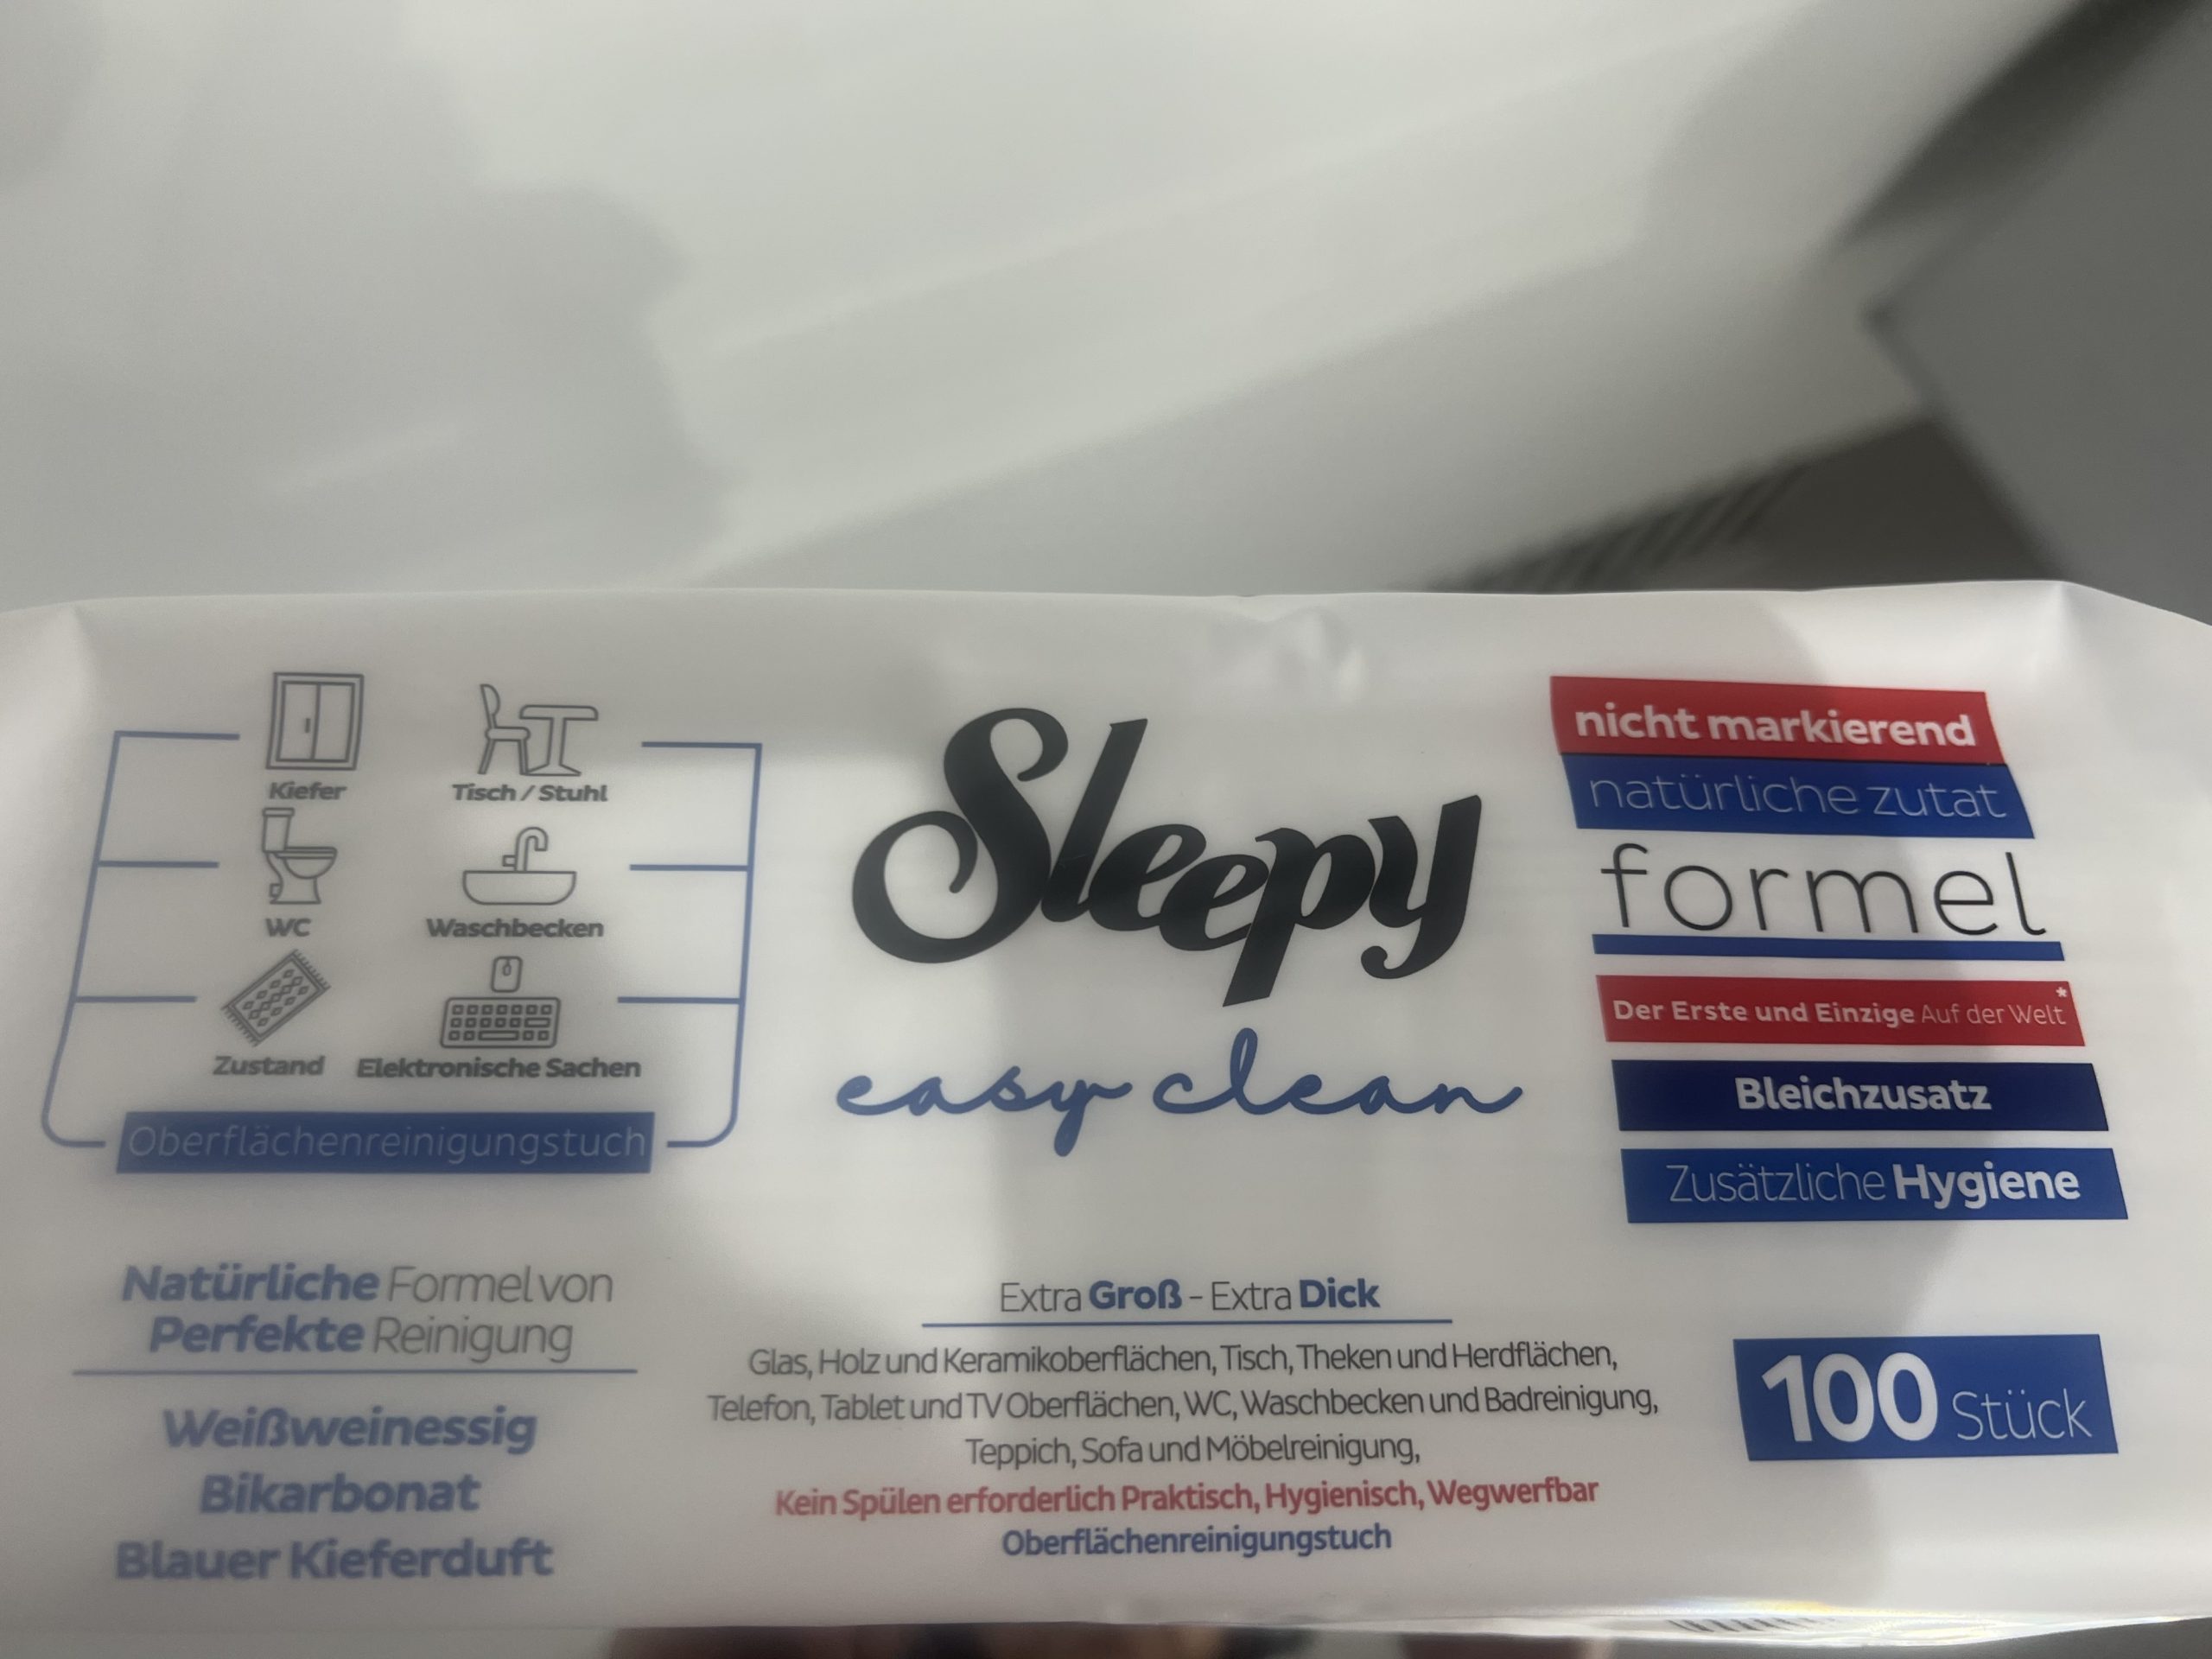 Kiefer
Tisch / Stuhl
WC
Waschbecken
Zustand
Elektronische Sachen
Oberflächenreinigungstuch
Natürliche Formel von
Perfekte Reinigung
Weißweinessig
Bikarbonat
Blauer Kieferduft
Sleepy
easy clean
Extra Groß - Extra Dick
Glas, Holz und Keramikoberflächen, Tisch, Theken und Herdflächen,
Telefon, Tablet und TV Oberflächen, WC, Waschbecken und Badreinigung,
Teppich, Sofa und Möbelreinigung,
Kein Spülen erforderlich Praktisch, Hygienisch, Wegwerfbar
Oberflächenreinigungstuch
nicht markierend
natürliche zutat
formel
Der Erste und Einzige Auf der Welt*
Bleichzusatz
Zusätzliche Hygiene
100 Stück